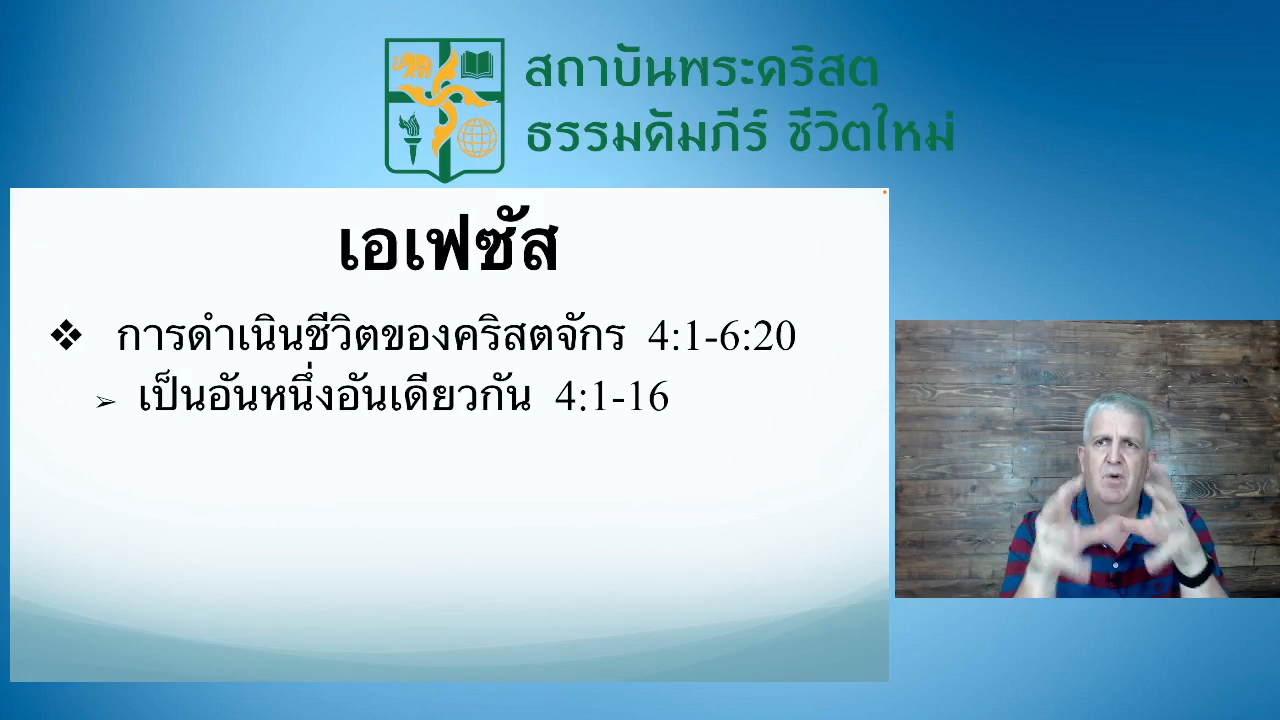 สถาบันพระคริสต
ธรรมคัมภีร์ ชีวิตใหม่
เอเฟซัส
❖ การดำเนินชีวิตของคริสตจักร 4:1-6:20
➢ เป็นอันหนึ่งอันเดียวกัน 4:1-16